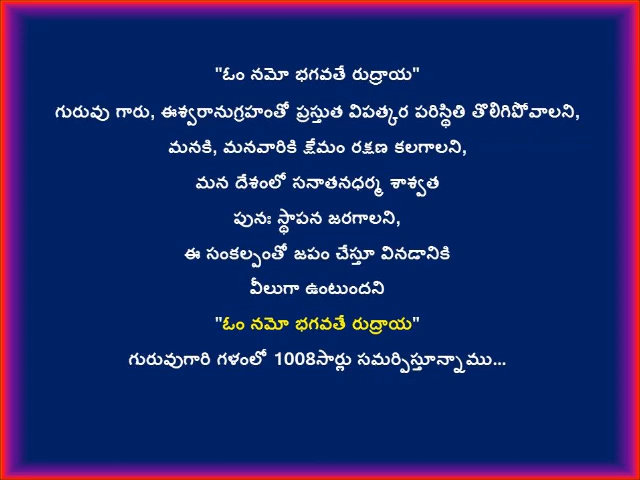 "ఓం నమో భగవతే రుద్రాయ"
గురువు గారు, ఈశ్వరానుగ్రహంతో ప్రస్తుత విపత్కర పరిస్థితి తొలిగిపోవాలని,
మనకి, మనవారికి క్షేమం రక్షణ కలగాలని,
మన దేశంలో సనాతనధర్మ శాశ్వత
పునః స్థాపన జరగాలని,
ఈ సంకల్పంతో జపం చేస్తూ వినడానికి
వీలుగా ఉంటుందని
"ఓం నమో భగవతే రుద్రాయ"
గురువుగారి గళంలో 1008సార్లు సమర్పిస్తూన్నాము...